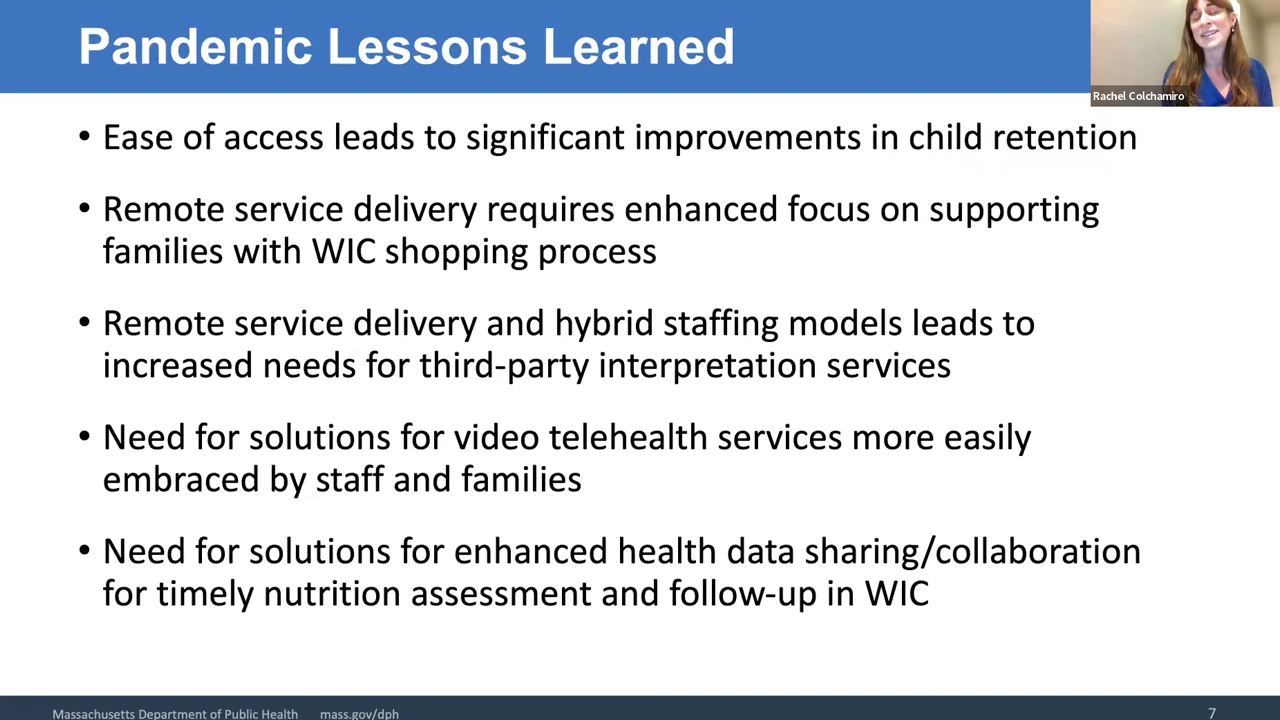 Pandemic Lessons Learned
Rachel Colchamiro
• Ease of access leads to significant improvements in child retention
• Remote service delivery requires enhanced focus on supporting
families with WIC shopping process
• Remote service delivery and hybrid staffing models leads to
increased needs for third-party interpretation services
• Need for solutions for video telehealth services more easily
embraced by staff and families
• Need for solutions for enhanced health data sharing/collaboration
for timely nutrition assessment and follow-up in WIC
Massachusetts Department of Public Health mass.gov/dph 7